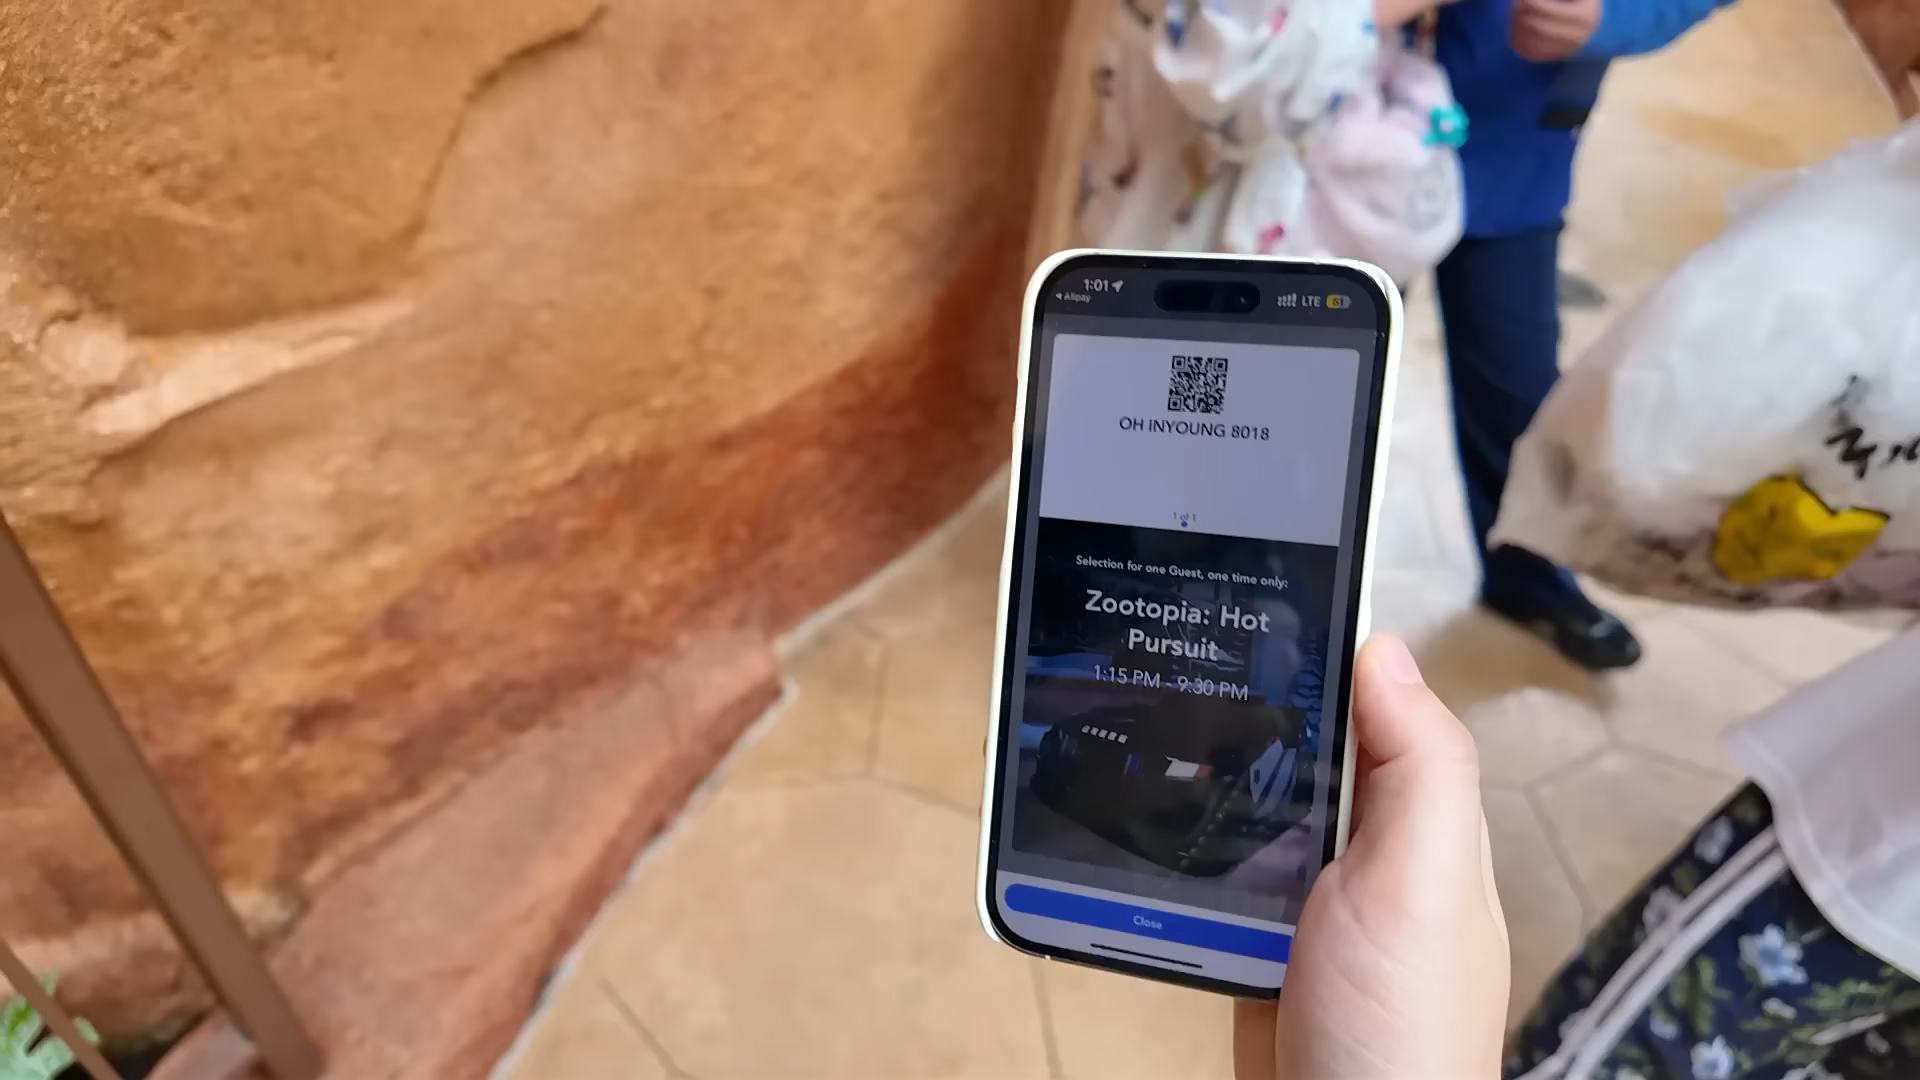 1:01
◀ Alipay
LTE 51
OH INYOUNG 8018
1 of 1
Selection for one Guest, one time only:
Zootopia: Hot
Pursuit
1:15 PM - 9:30 PM
Close